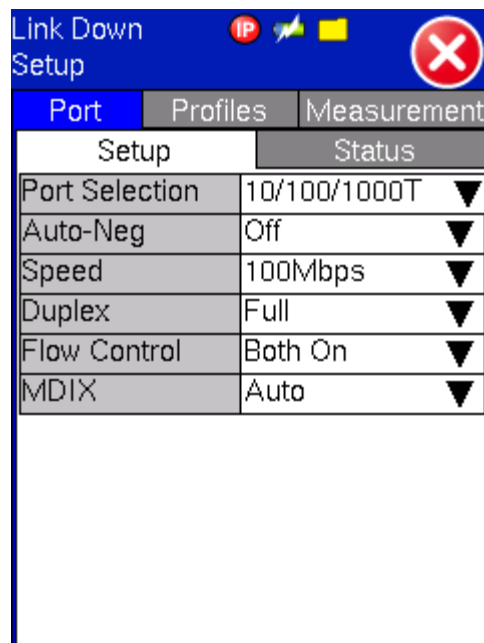 Link Down
IP
Setup
Port Profiles Measurement
Setup Status
Port Selection 10/100/1000T
Auto-Neg Off
Speed 100Mbps
Duplex Full
Flow Control Both On
MDIX Auto